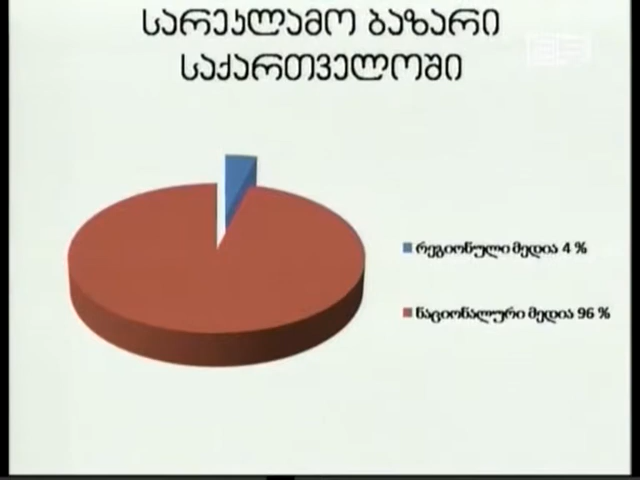 სარეკლამო ბაზარი
საქართველოში
რეგიონული მედია 4 %
ნაციონალური მედია 96 %